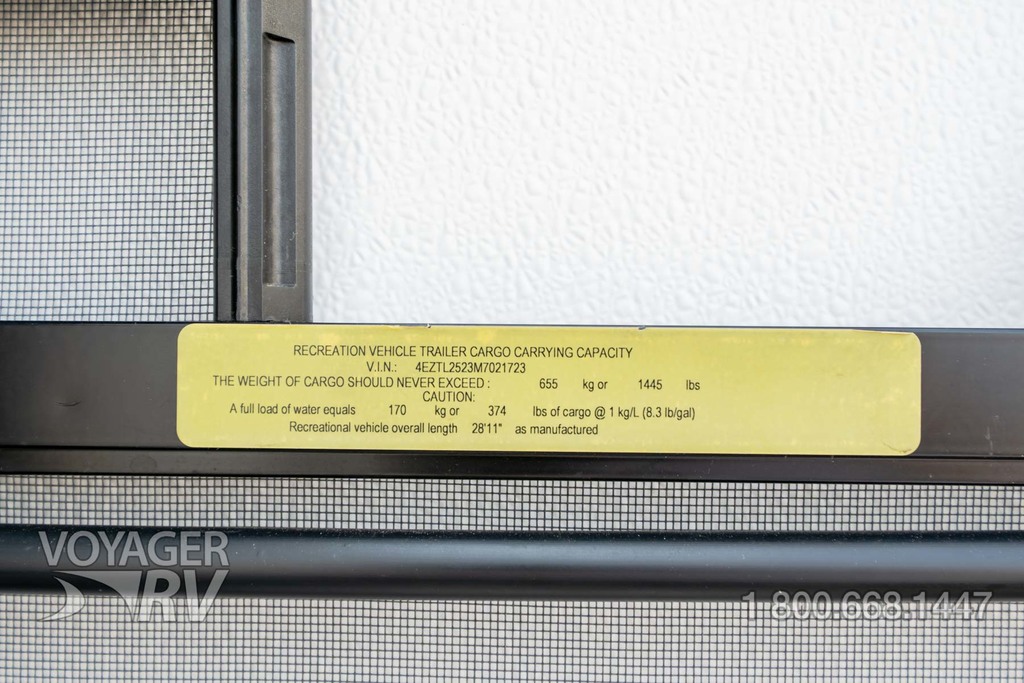 RECREATION VEHICLE TRAILER CARGO CARRYING CAPACITY
V.I.N.: 4EZTL2523M7021723
THE WEIGHT OF CARGO SHOULD NEVER EXCEED : 655 kg or 1445 lbs
CAUTION:
A full load of water equals 170 kg or 374 lbs of cargo @ 1 kg/L (8.3 lb/gal)
Recreational vehicle overall length 28'11" as manufactured
VOYAGER
RV
1.800.668.1447